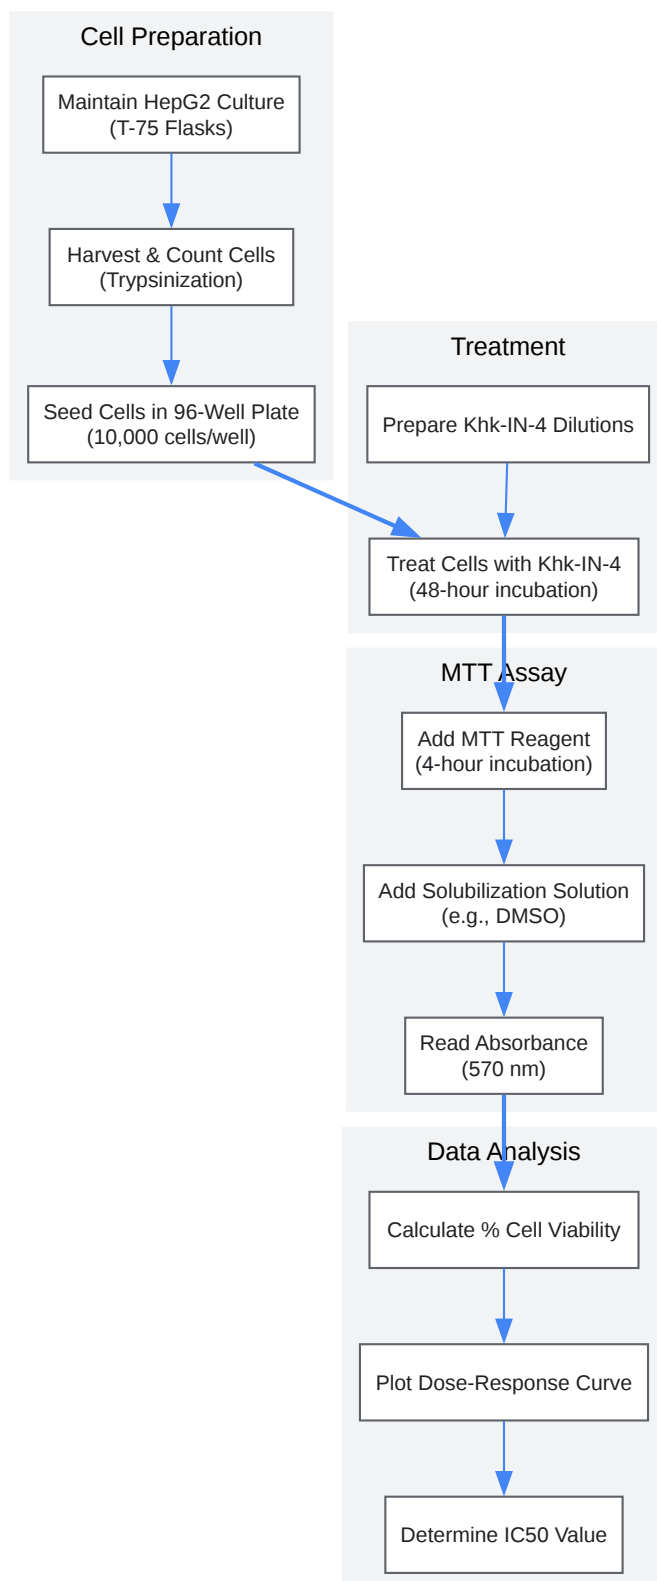 Cell Preparation
Maintain HepG2 Culture
(T-75 Flasks)
Harvest & Count Cells
(Trypsinization)
Seed Cells in 96-Well Plate
(10,000 cells/well)
Treatment
Prepare Khk-IN-4 Dilutions
Treat Cells with Khk-IN-4
(48-hour incubation)
MTT Assay
Add MTT Reagent
(4-hour incubation)
Add Solubilization Solution
(e.g., DMSO)
Read Absorbance
(570 nm)
Data Analysis
Calculate % Cell Viability
Plot Dose-Response Curve
Determine IC50 Value